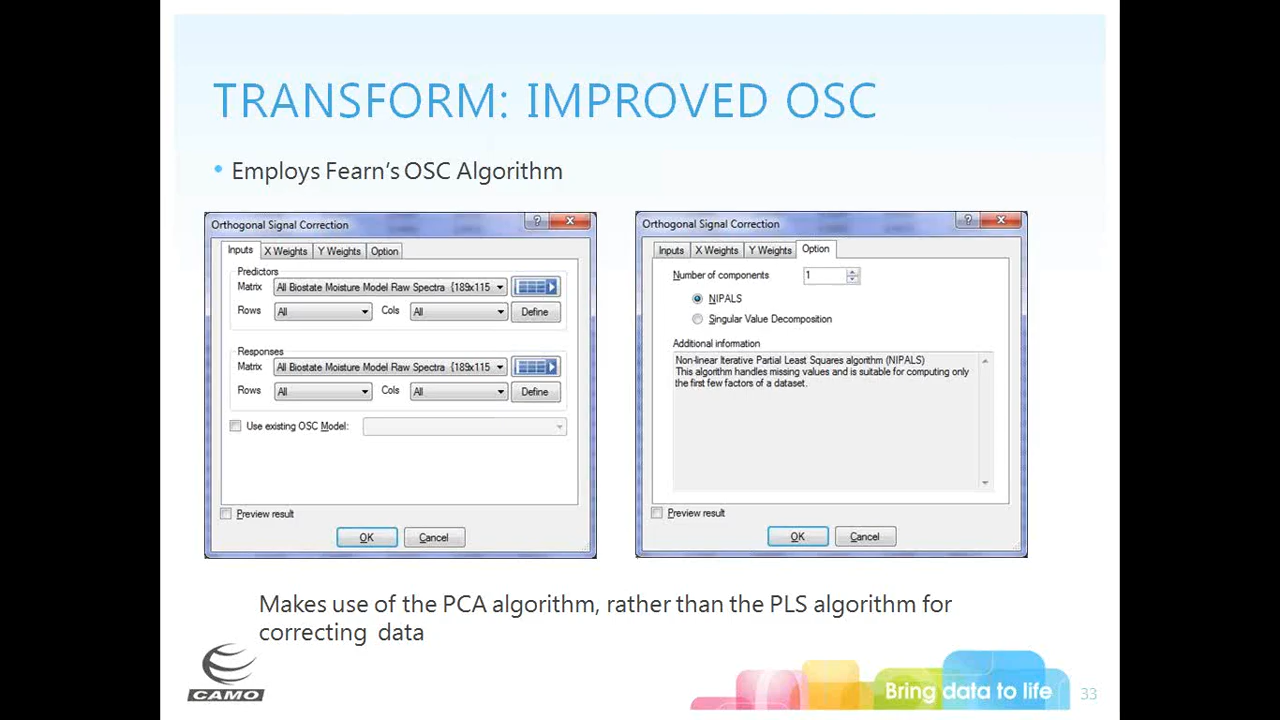 TRANSFORM: IMPROVED OSC
• Employs Fearn's OSC Algorithm
Orthogonal Signal Correction
?
Inputs X Weights Y Weights Option
Predictors
Matrix All Biostate Moisture Model Raw Spectra {189x115
Rows All Cols All Define
Responses
Matrix All Biostate Moisture Model Raw Spectra {189x115
Rows All Cols All Define
Use existing OSC Model:
Preview result
OK Cancel
Orthogonal Signal Correction
?
Inputs X Weights Y Weights Option
Number of components 1
NIPALS
Singular Value Decomposition
Additional information
Non-linear Iterative Partial Least Squares algorithm (NIPALS)
This algorithm handles missing values and is suitable for computing only
the first few factors of a dataset.
Preview result
OK Cancel
Makes use of the PCA algorithm, rather than the PLS algorithm for
correcting data
CAMO
Bring data to life
33